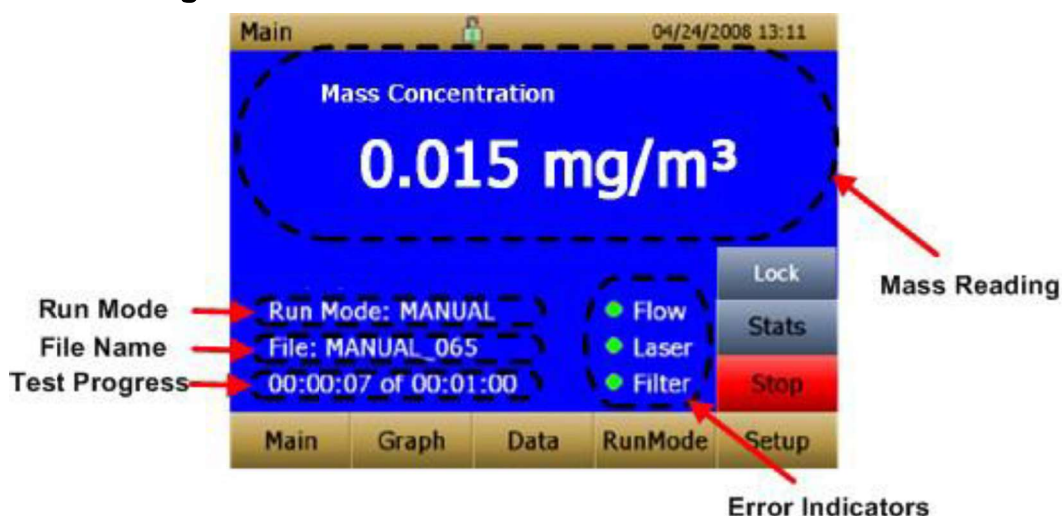 Main 04/24/2008 13:11
Mass Concentration
0.015 mg/m³
Mass Reading
Lock
Run Mode
Run Mode: MANUAL
Flow
Stats
File Name
File: MANUAL_065
Laser
Test Progress
00:00:07 of 00:01:00
Filter
Stop
Main Graph Data RunMode Setup
Error Indicators